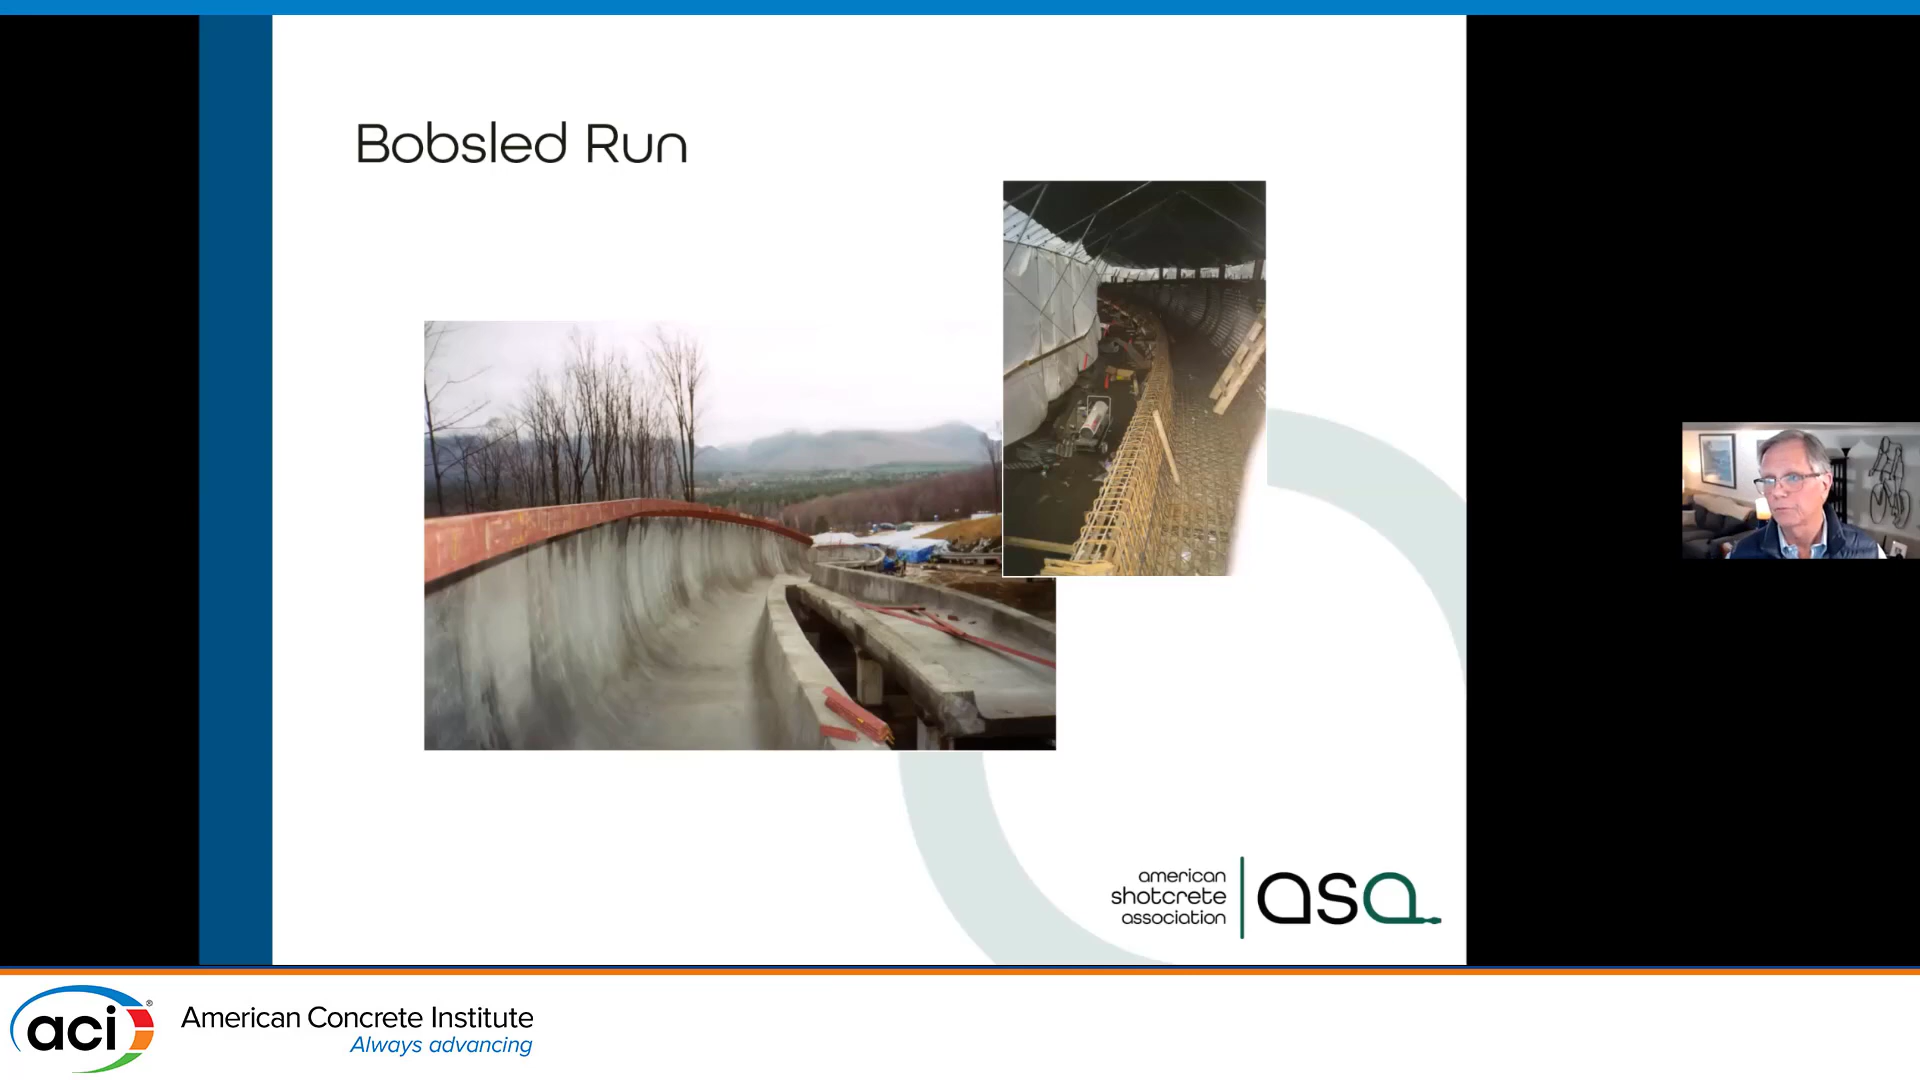 Bobsled Run
american
shotcrete
association
asa
aci®
American Concrete Institute
Always advancing